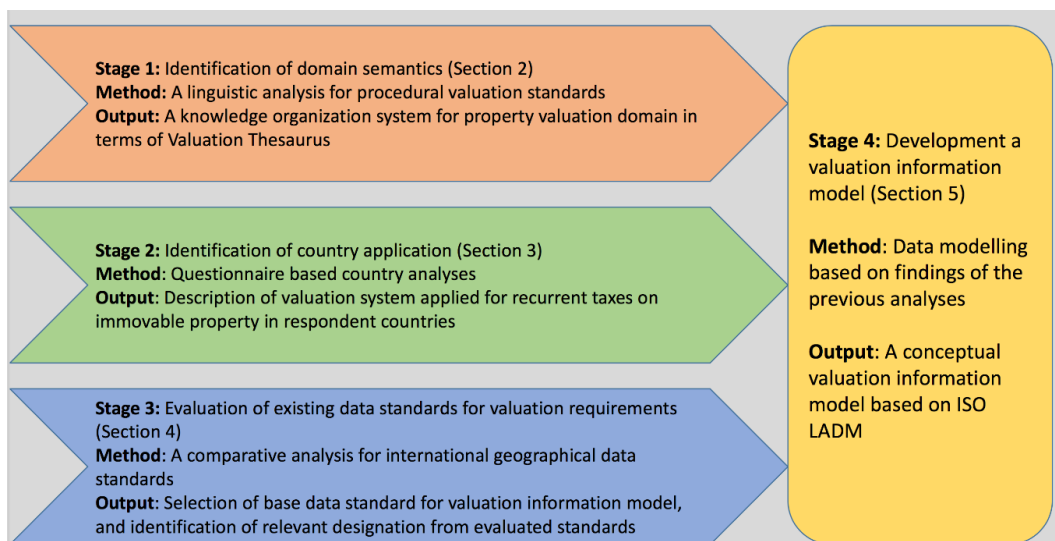 Stage 1: Identification of domain semantics (Section 2)
Method: A linguistic analysis for procedural valuation standards
Output: A knowledge organization system for property valuation domain in
terms of Valuation Thesaurus
Stage 2: Identification of country application (Section 3)
Method: Questionnaire based country analyses
Output: Description of valuation system applied for recurrent taxes on
immovable property in respondent countries
Stage 3: Evaluation of existing data standards for valuation requirements
(Section 4)
Method: A comparative analysis for international geographical data
standards
Output: Selection of base data standard for valuation information model,
and identification of relevant designation from evaluated standards
Stage 4: Development a
valuation information
model (Section 5)
Method: Data modelling
based on findings of the
previous analyses
Output: A conceptual
valuation information
model based on ISO
LADM